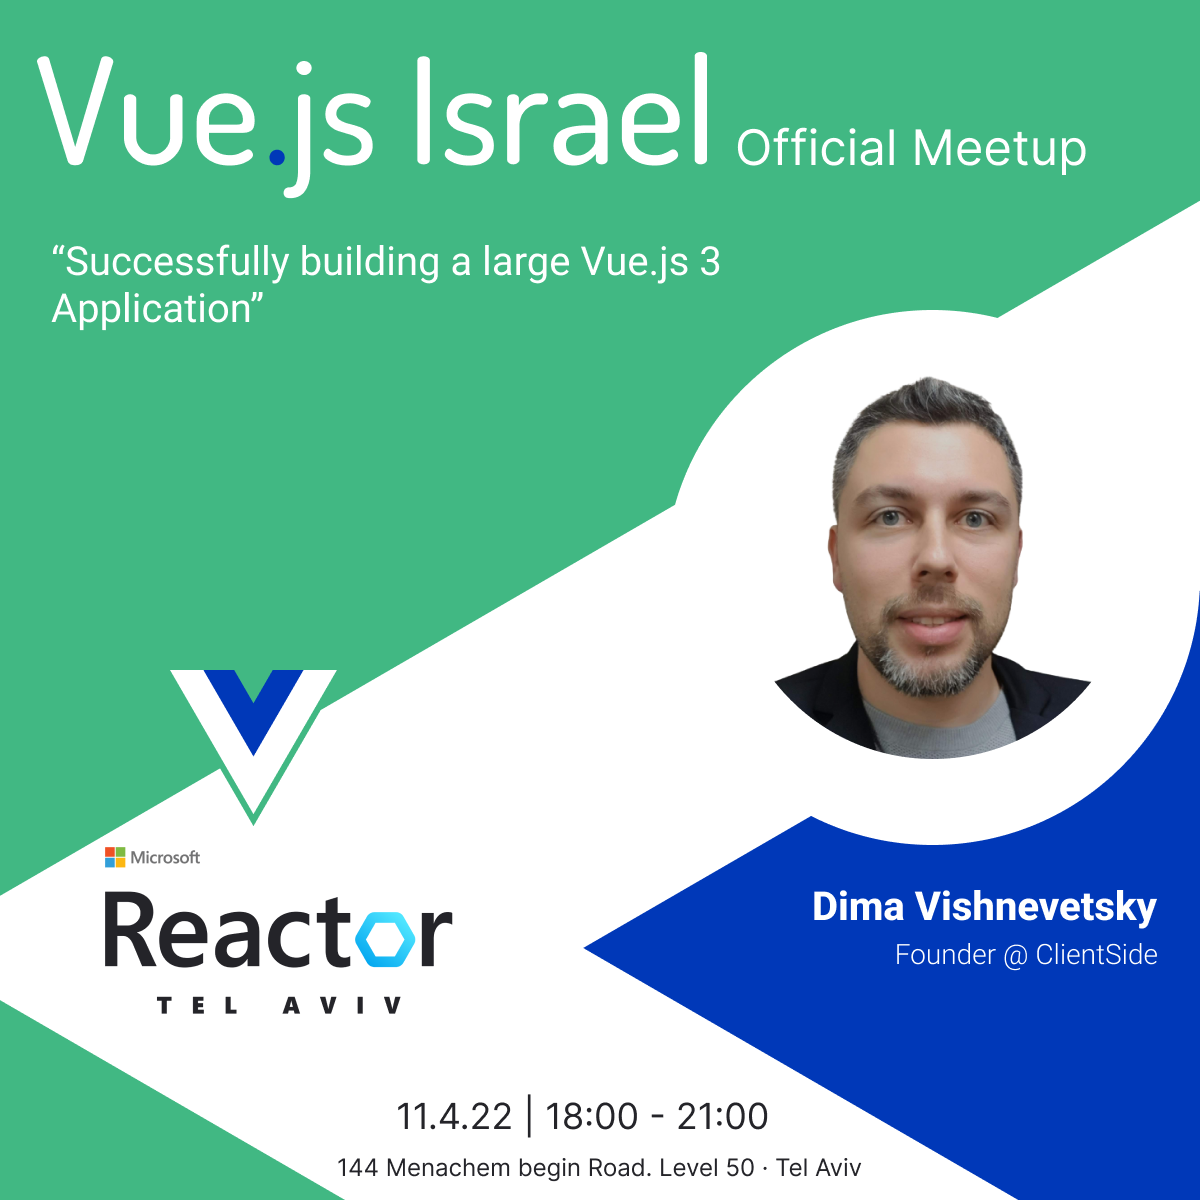 Vue.js Israel Official Meetup
“Successfully building a large Vue.js 3
Application”
Microsoft
Reactor
TEL AVIV
Dima Vishnevetsky
Founder @ ClientSide
11.4.22 | 18:00 - 21:00
144 Menachem begin Road. Level 50 · Tel Aviv